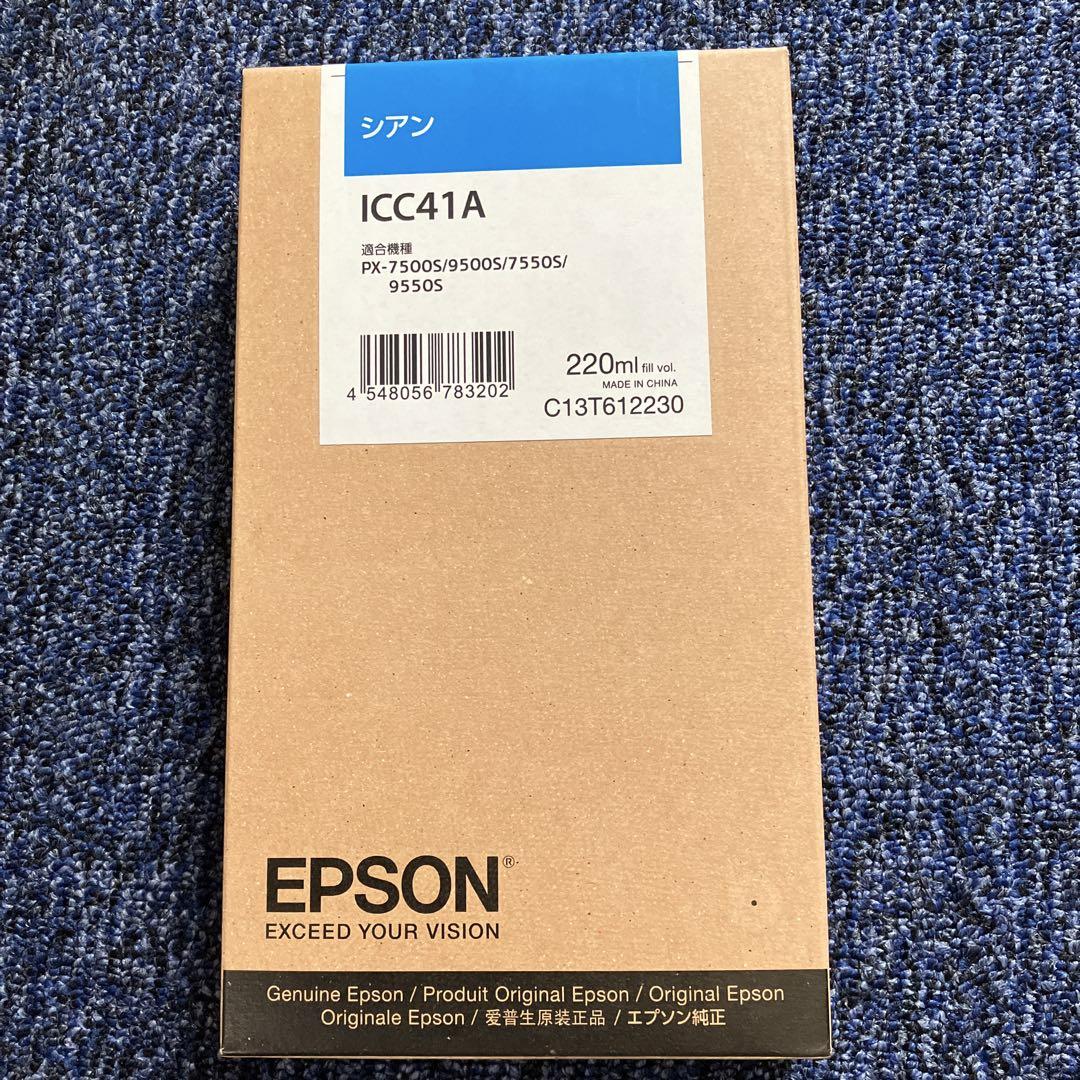 シアン
ICC41A
適合機種
PX-7500S/9500S/7550S/
9550S
4 548056 783202
220ml fill vol.
MADE IN CHINA
C13T612230
EPSON®
EXCEED YOUR VISION
Genuine Epson / Produit Original Epson / Original Epson
Originale Epson / 爱普生原装正品 / エプソン純正